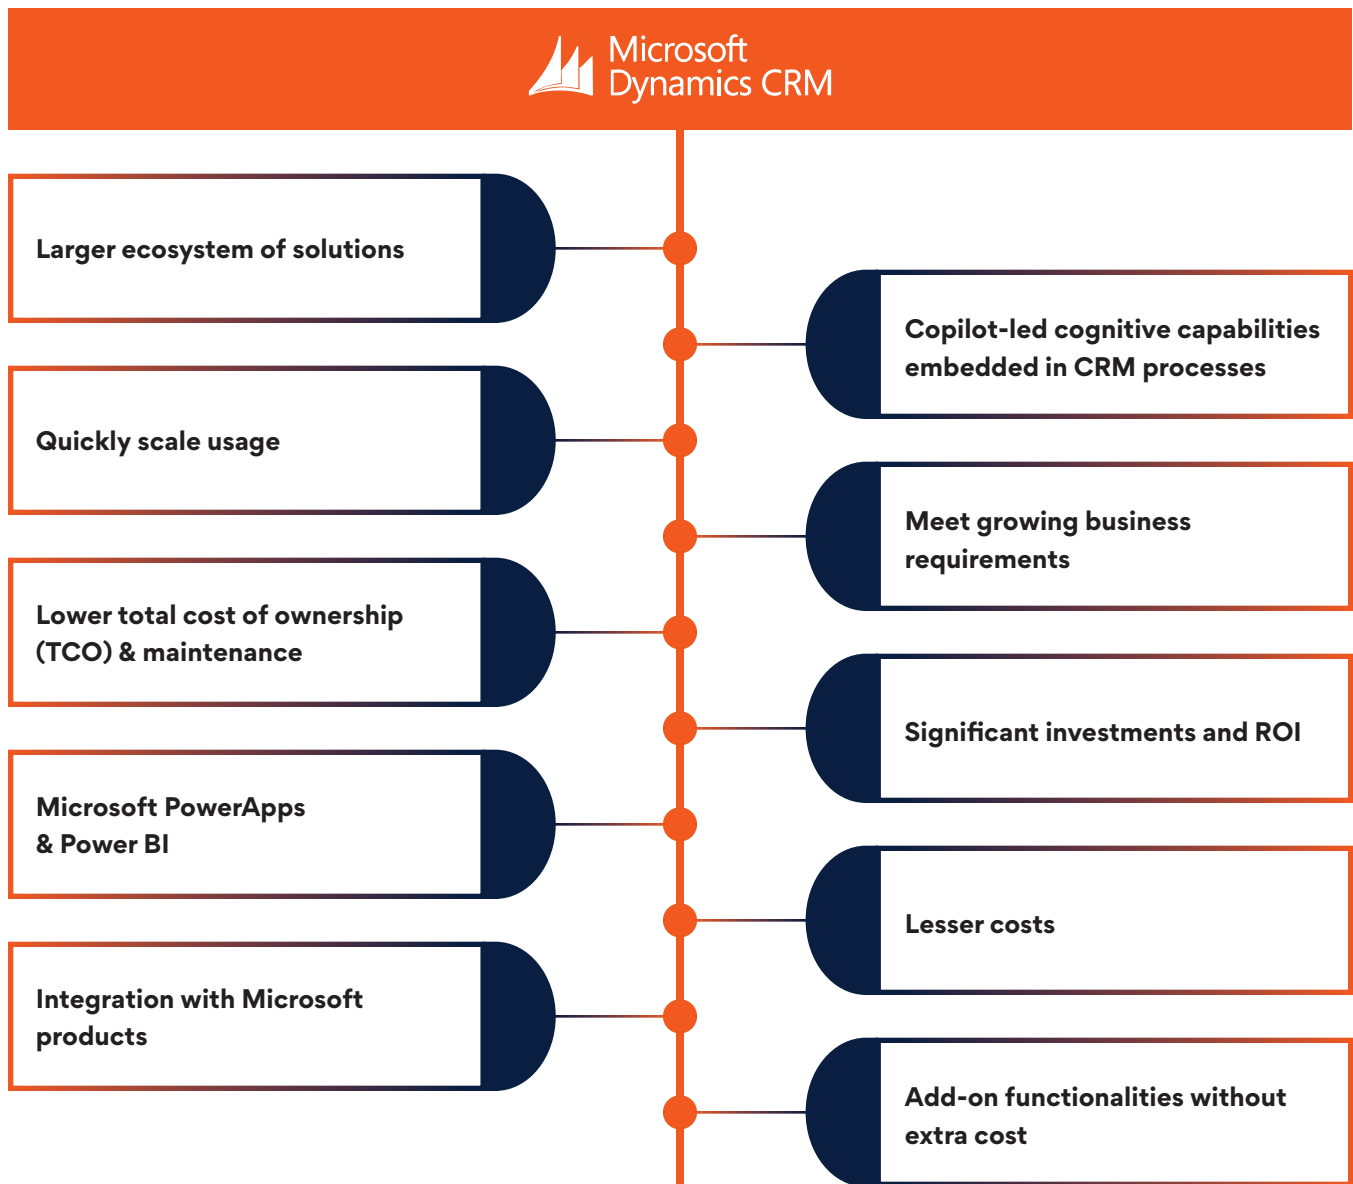 Microsoft
Dynamics CRM
Larger ecosystem of solutions
Copilot-led cognitive capabilities
embedded in CRM processes
Quickly scale usage
Meet growing business
requirements
Lower total cost of ownership
(TCO) & maintenance
Significant investments and ROI
Microsoft PowerApps
& Power BI
Lesser costs
Integration with Microsoft
products
Add-on functionalities without
extra cost